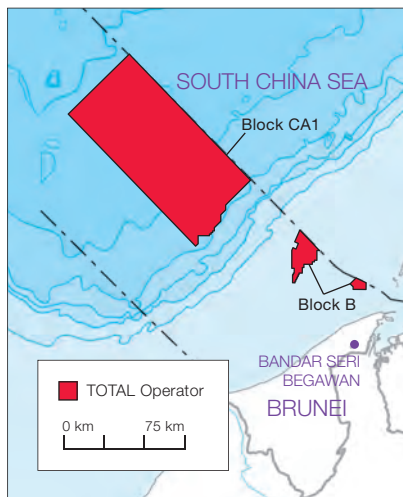 SOUTH CHINA SEA
Block CA1
Block B
BANDAR SERI
BEGAWAN
BRUNEI
TOTAL Operator
0 km 75 km